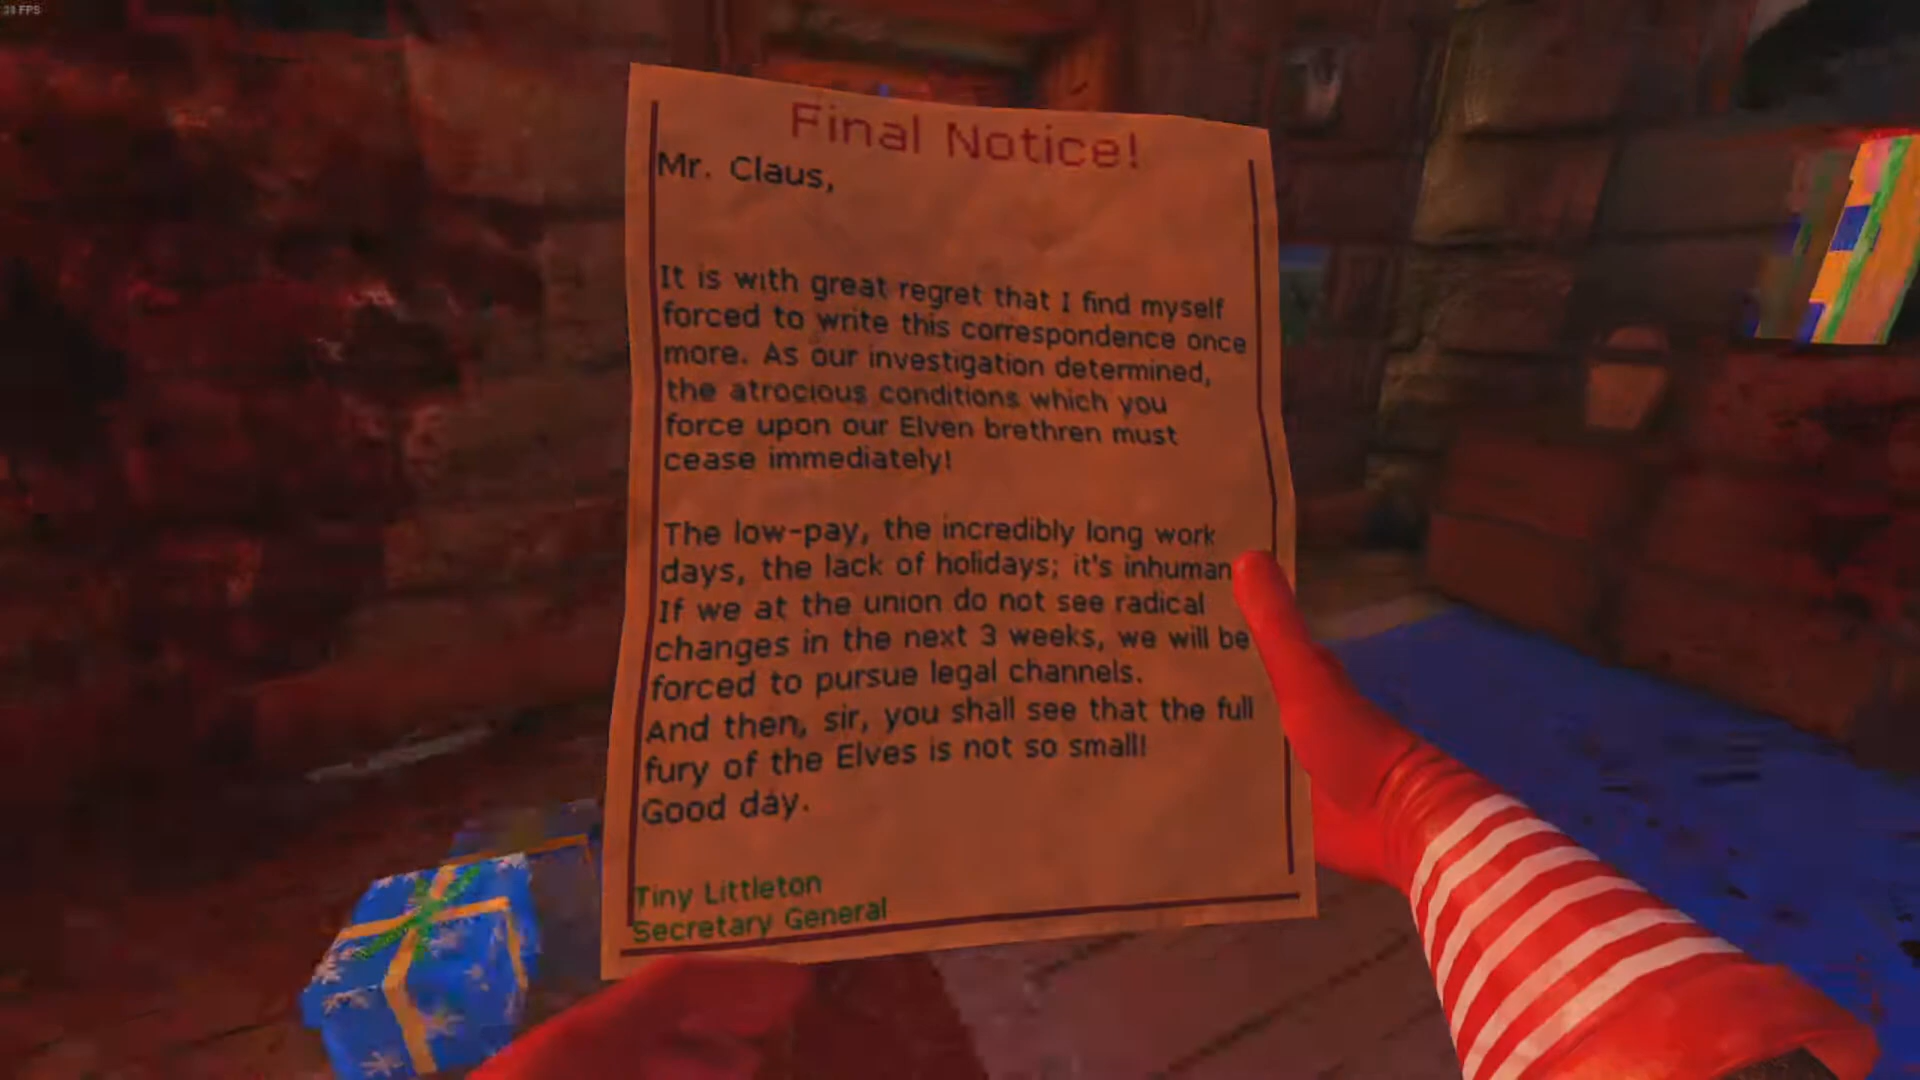 38 FPS
Final Notice!
Mr. Claus,
It is with great regret that I find myself
forced to write this correspondence once
more. As our investigation determined,
the atrocious conditions which you
force upon our Elven brethren must
cease immediately!
The low-pay, the incredibly long work
days, the lack of holidays; it's inhuman
If we at the union do not see radical
changes in the next 3 weeks, we will be
forced to pursue legal channels.
And then, sir, you shall see that the full
fury of the Elves is not so small!
Good day.
Tiny Littleton
Secretary General